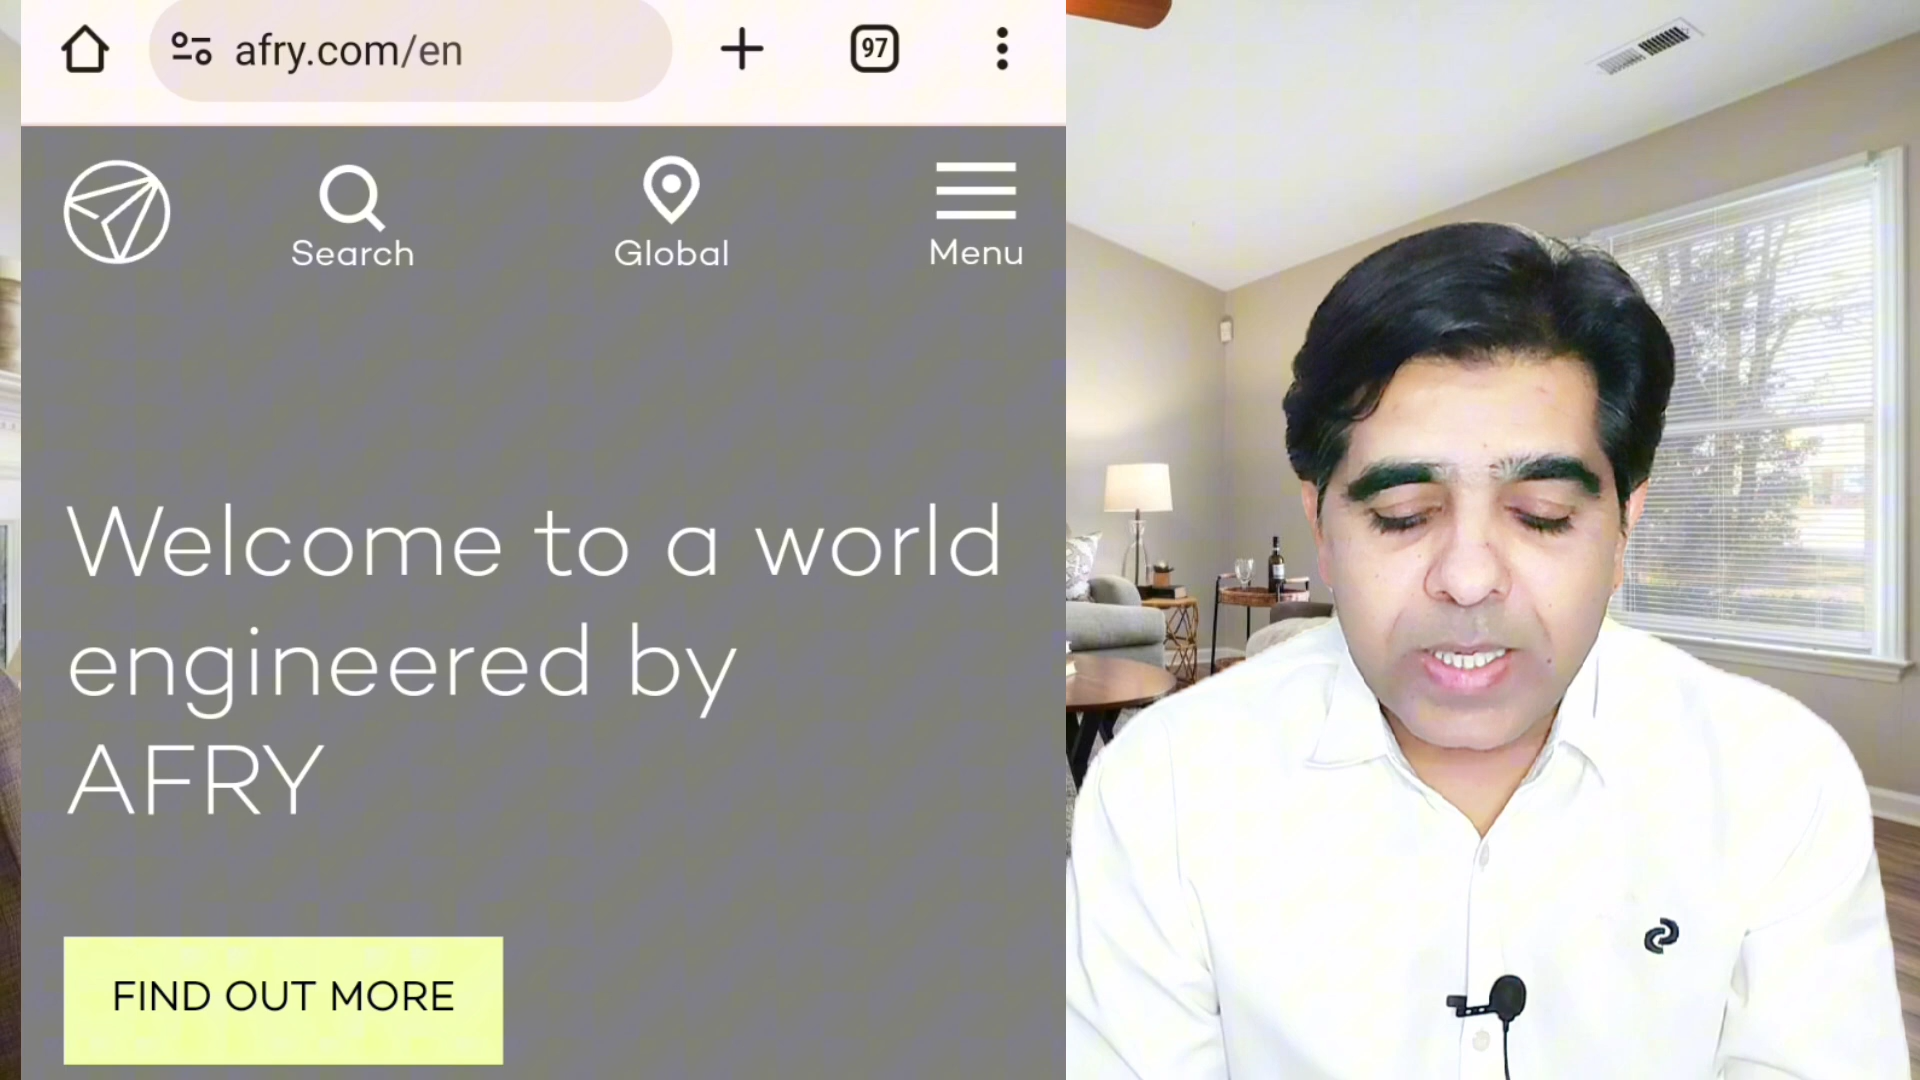 afry.com/en
97
Search
Global
Menu
Welcome to a world
engineered by
AFRY
FIND OUT MORE